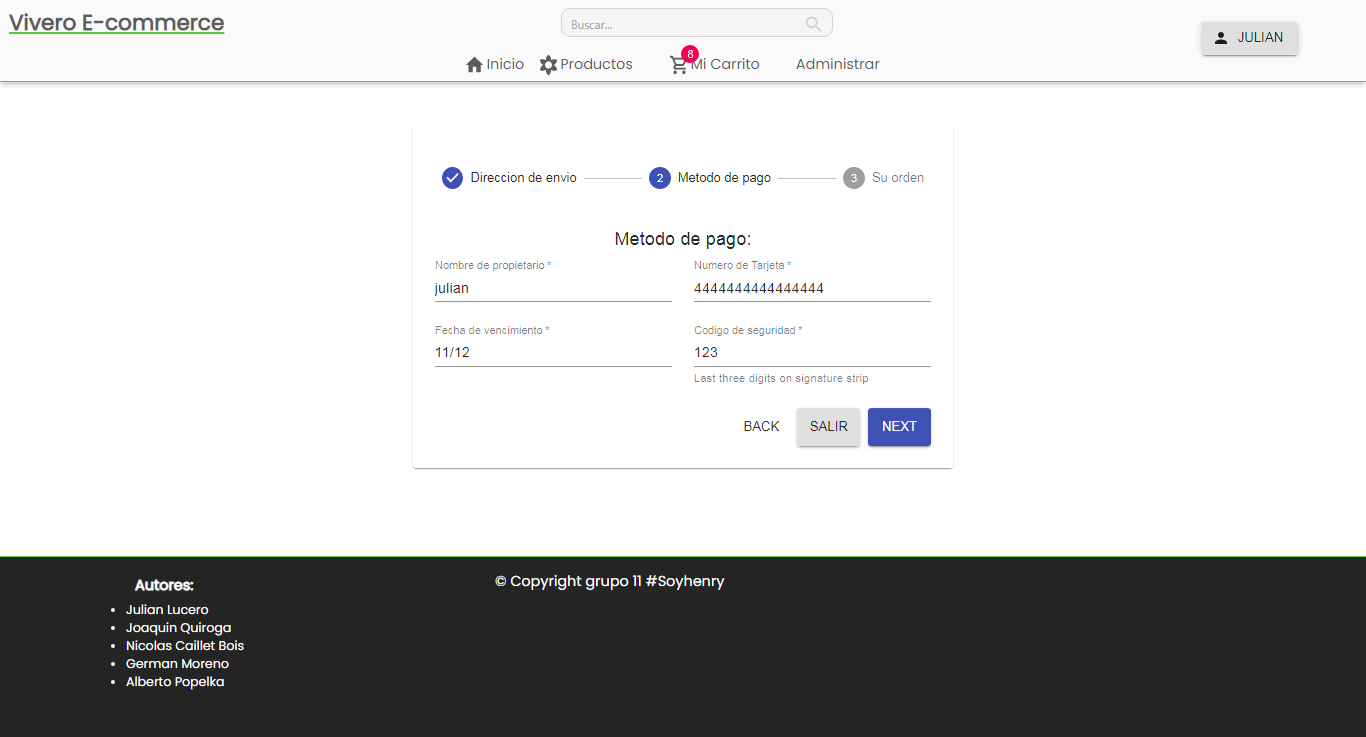 Vivero E-commerce
Buscar...
JULIAN
Inicio Productos 8 Mi Carrito Administrar
Direccion de envio 2 Metodo de pago 3 Su orden
Metodo de pago:
Nombre de propietario * Numero de Tarjeta *
julian 4444444444444444
Fecha de vencimiento * Codigo de seguridad *
11/12 123
Last three digits on signature strip
BACK SALIR NEXT
Autores:
• Julian Lucero
• Joaquin Quiroga
• Nicolas Caillet Bois
• German Moreno
• Alberto Popelka
© Copyright grupo 11 #Soyhenry